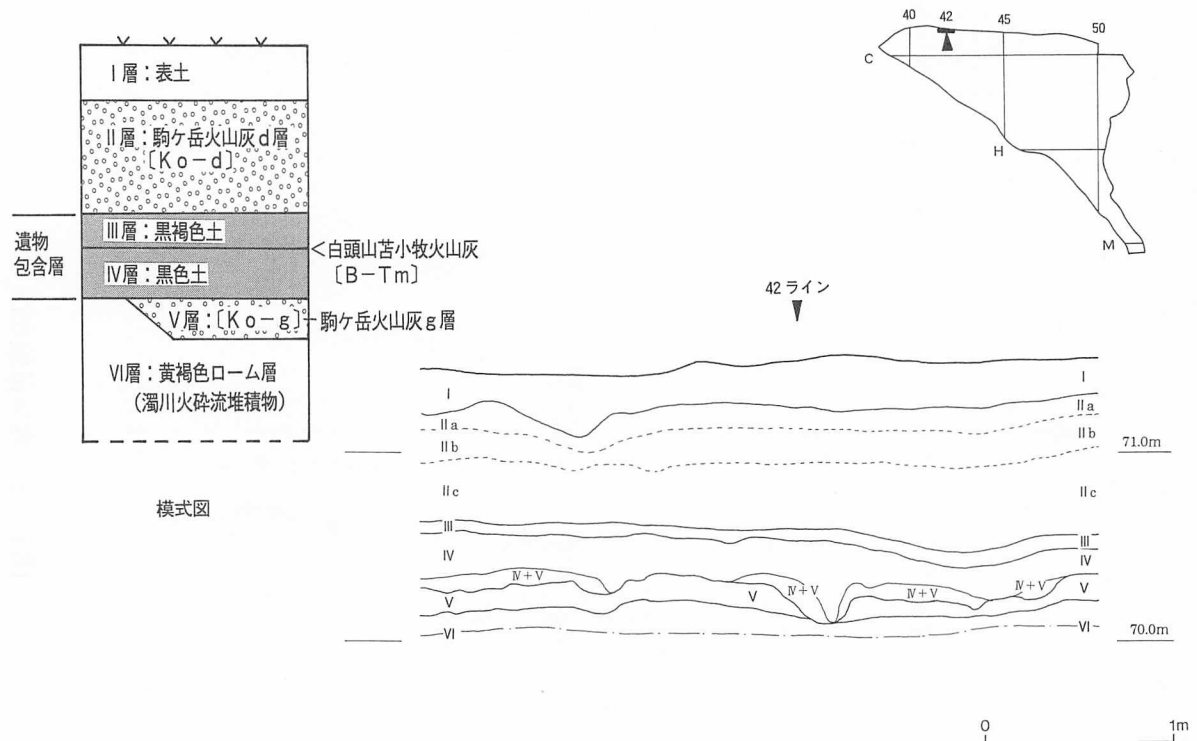 I層：表土
II層：駒ケ岳火山灰d層
〔Ko-d〕
III層：黒褐色土
遺物
包含層
<白頭山苫小牧火山灰
〔B-Tm〕
IV層：黒色土
V層：〔Ko-g〕
駒ケ岳火山灰g層
VI層：黄褐色ローム層
（濁川火砕流堆積物）
模式図
40
42
45
50
C
H
M
42ライン
I
I
IIa
IIa
IIb
IIb
71.0m
IIc
IIc
III
III
IV
IV
IV+V
IV+V
IV+V
IV+V
V
V
V
VI
VI
70.0m
0
1m